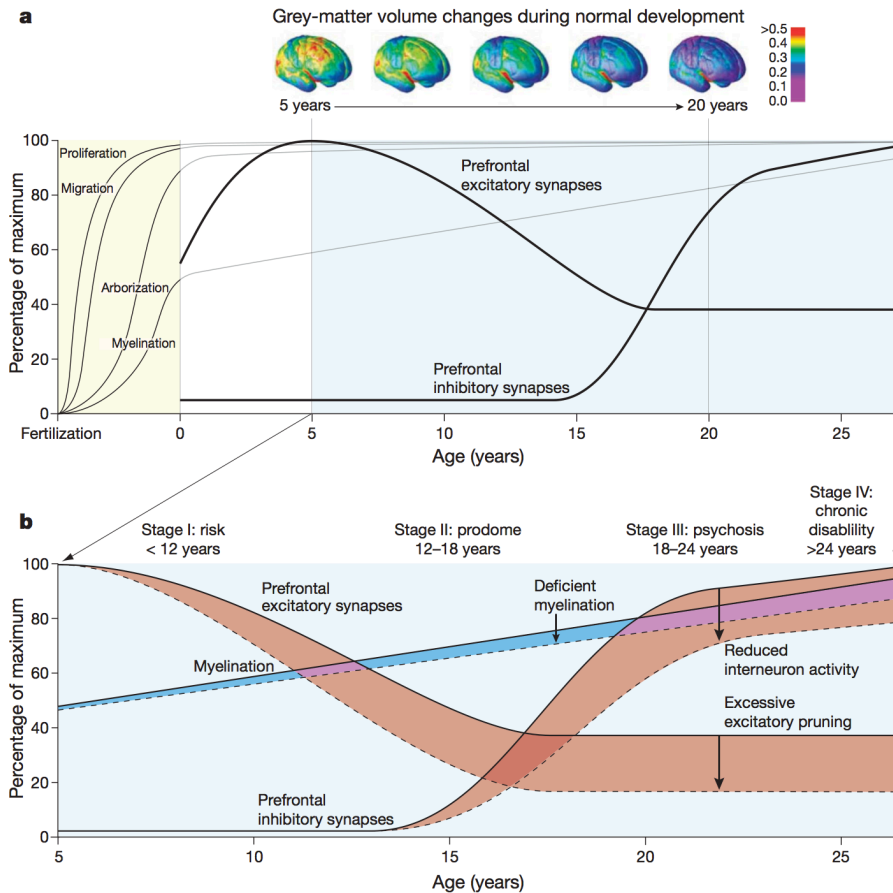 a
Grey-matter volume changes during normal development
>0.5
0.4
0.3
0.2
0.1
0.0
5 years
20 years
Percentage of maximum
100
80
60
40
20
0
Proliferation
Migration
Arborization
Myelination
Prefrontal
excitatory synapses
Prefrontal
inhibitory synapses
Fertilization
0
5
10
15
20
25
Age (years)
b
Stage I: risk
< 12 years
Stage II: prodome
12–18 years
Stage III: psychosis
18–24 years
Stage IV:
chronic
disablility
>24 years
Percentage of maximum
100
80
60
40
20
0
Prefrontal
excitatory synapses
Deficient
myelination
Myelination
Reduced
interneuron activity
Excessive
excitatory pruning
Prefrontal
inhibitory synapses
5
10
15
20
25
Age (years)